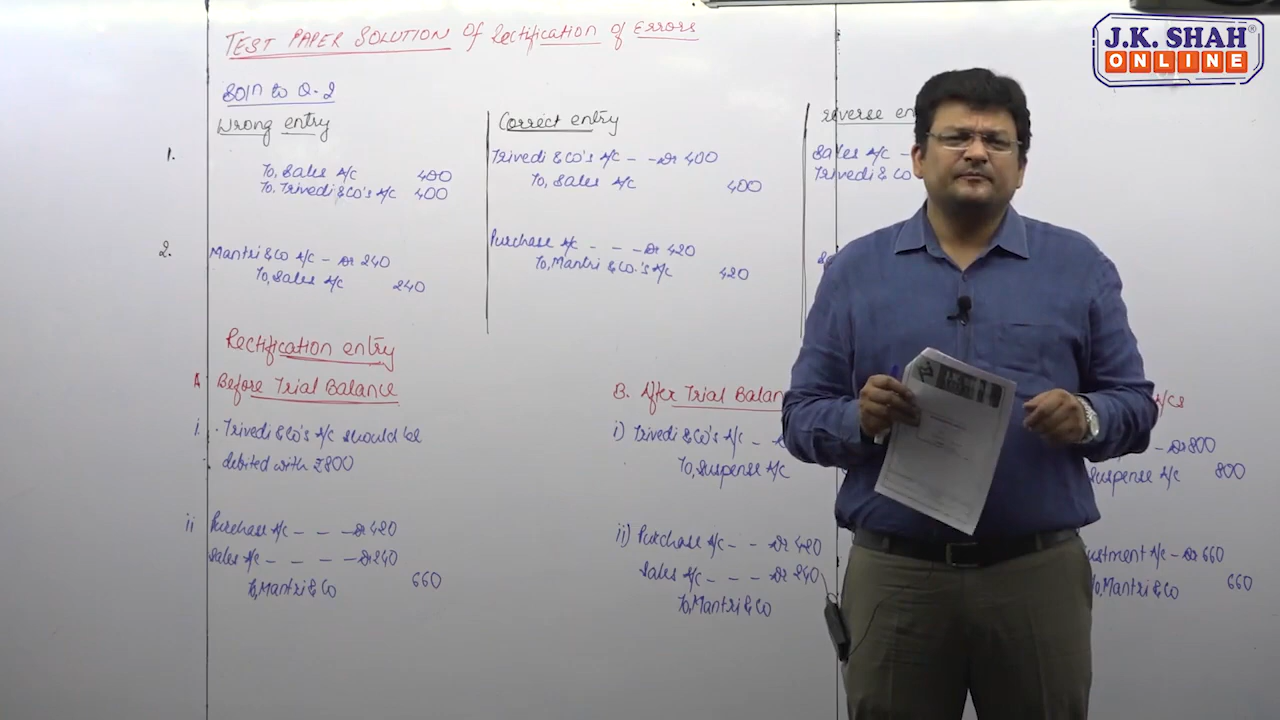 J.K. SHAH®
ONLINE
TEST PAPER SOLUTION of Rectification of Errors
Soln to Q-2
Wrong entry
Correct entry
reverse en
1.
To, Sales A/c 400
To, Trivedi & Co's A/c 400
Trivedi & Co's A/c - - Dr 400
To, Sales A/c 400
Sales A/c -
Trivedi & Co
2.
Mantri & Co A/c - Dr 240
To, Sales A/c 240
Purchase A/c - - - Dr 420
To, Mantri & Co.'s A/c 420
Rectification entry
A Before Trial Balance
i. Trivedi & Co's A/c should be
debited with ₹800
ii Purchase A/c - - - Dr 420
Sales A/c - - - - Dr 240
To, Mantri & Co 660
B. After Trial Balan
i) Trivedi & Co's A/c -
To, Suspense A/c
ii) Purchase A/c - - Dr 420
Sales A/c - - - Dr 240
To, Mantri & Co
A/cs
- Dr 800
Suspense A/c 800
ustment A/c - Dr 660
To, Mantri & Co 660